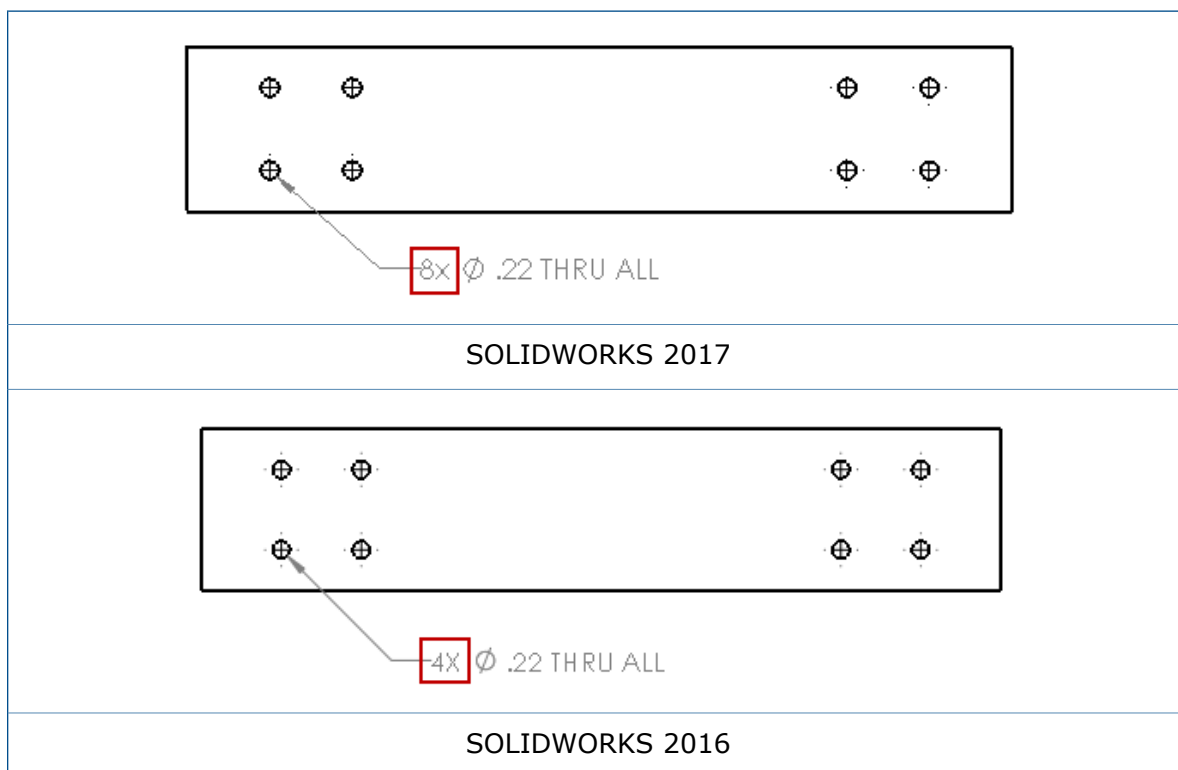 8x Ø .22 THRU ALL
SOLIDWORKS 2017
4X Ø .22 THRU ALL
SOLIDWORKS 2016